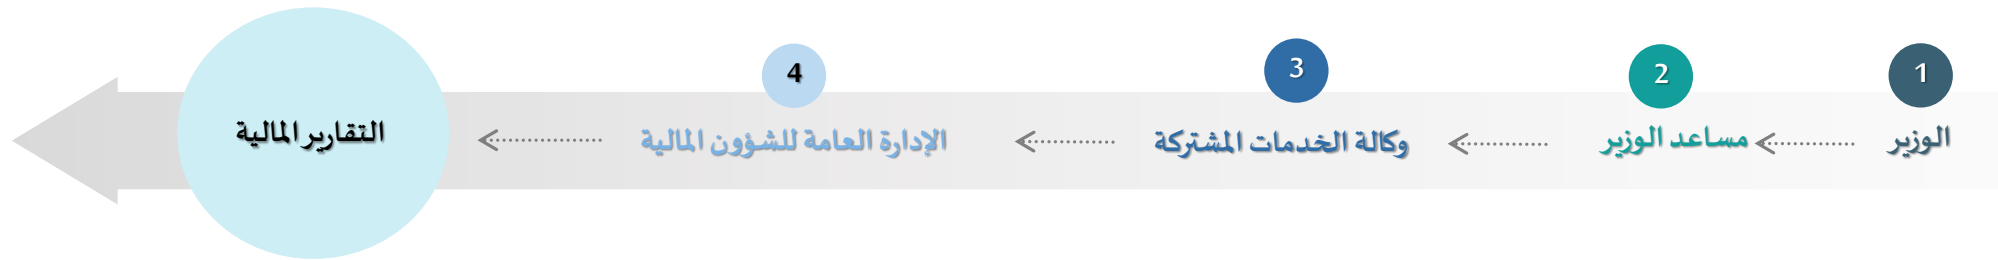 1
الوزير
2
مساعد الوزير
3
وكالة الخدمات المشتركة
4
الإدارة العامة للشؤون المالية
التقارير المالية